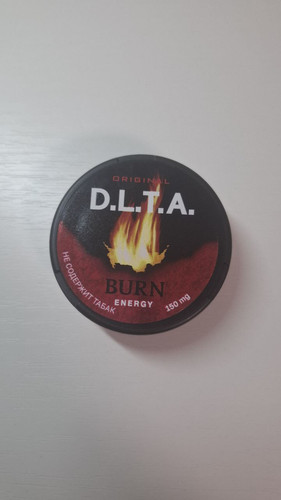 ORIGINAL
D.L.T.A.
BURN
ENERGY
НЕ СОДЕРЖИТ ТАБАК
150 mg